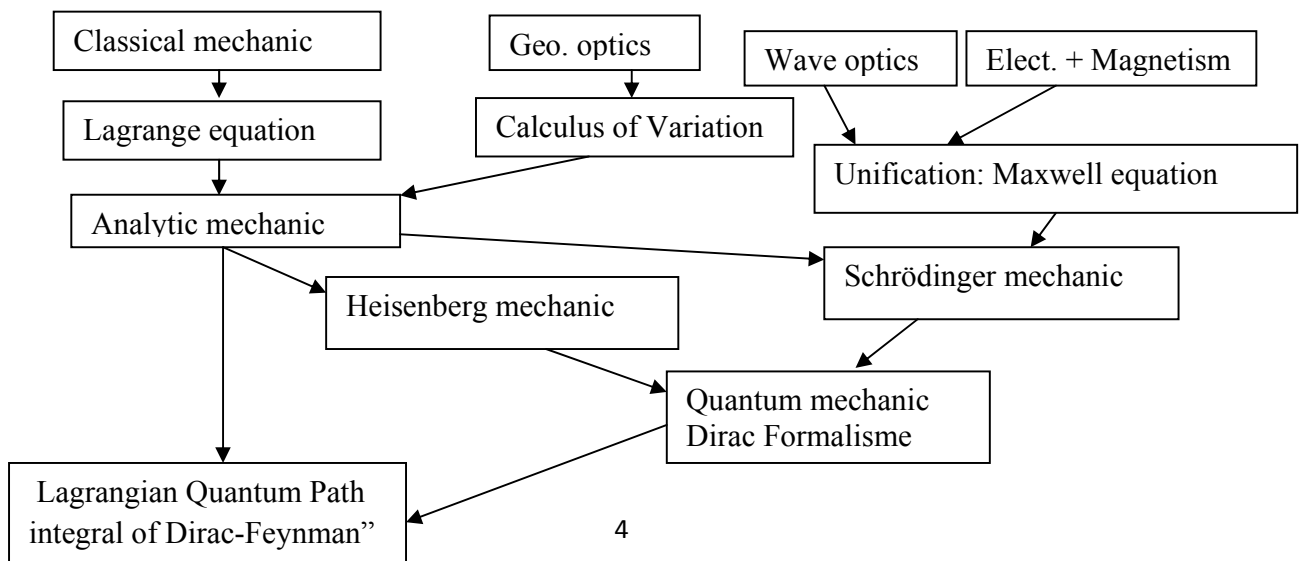 Classical mechanic
Geo. optics
Wave optics
Elect. + Magnetism
Lagrange equation
Calculus of Variation
Unification: Maxwell equation
Analytic mechanic
Schrödinger mechanic
Heisenberg mechanic
Quantum mechanic
Dirac Formalisme
Lagrangian Quantum Path
integral of Dirac-Feynman”
4